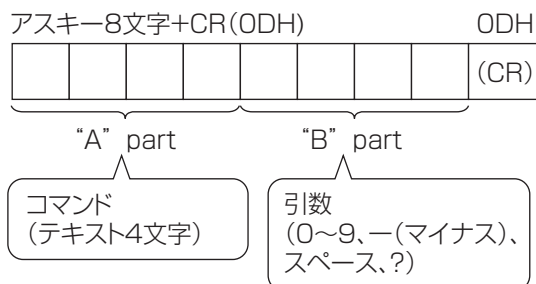 アスキー8文字+CR(0DH)
0DH
(CR)
“A” part
“B” part
コマンド
(テキスト4文字)
引数
(0〜9、ー(マイナス)、
スペース、?)